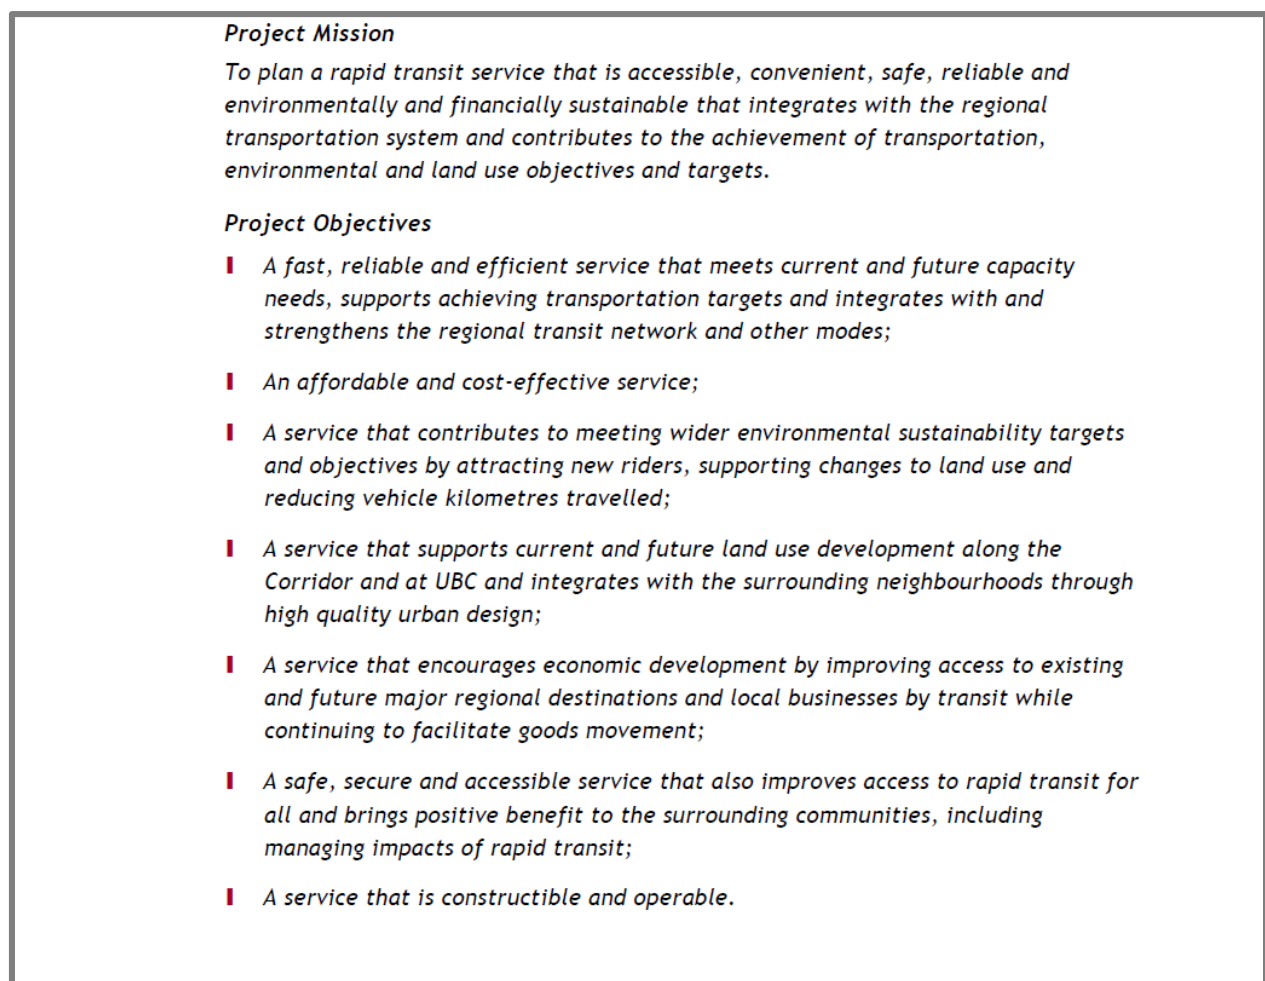 Project Mission
To plan a rapid transit service that is accessible, convenient, safe, reliable and
environmentally and financially sustainable that integrates with the regional
transportation system and contributes to the achievement of transportation,
environmental and land use objectives and targets.
Project Objectives
A fast, reliable and efficient service that meets current and future capacity
needs, supports achieving transportation targets and integrates with and
strengthens the regional transit network and other modes;
An affordable and cost-effective service;
A service that contributes to meeting wider environmental sustainability targets
and objectives by attracting new riders, supporting changes to land use and
reducing vehicle kilometres travelled;
A service that supports current and future land use development along the
Corridor and at UBC and integrates with the surrounding neighbourhoods through
high quality urban design;
A service that encourages economic development by improving access to existing
and future major regional destinations and local businesses by transit while
continuing to facilitate goods movement;
A safe, secure and accessible service that also improves access to rapid transit for
all and brings positive benefit to the surrounding communities, including
managing impacts of rapid transit;
A service that is constructible and operable.